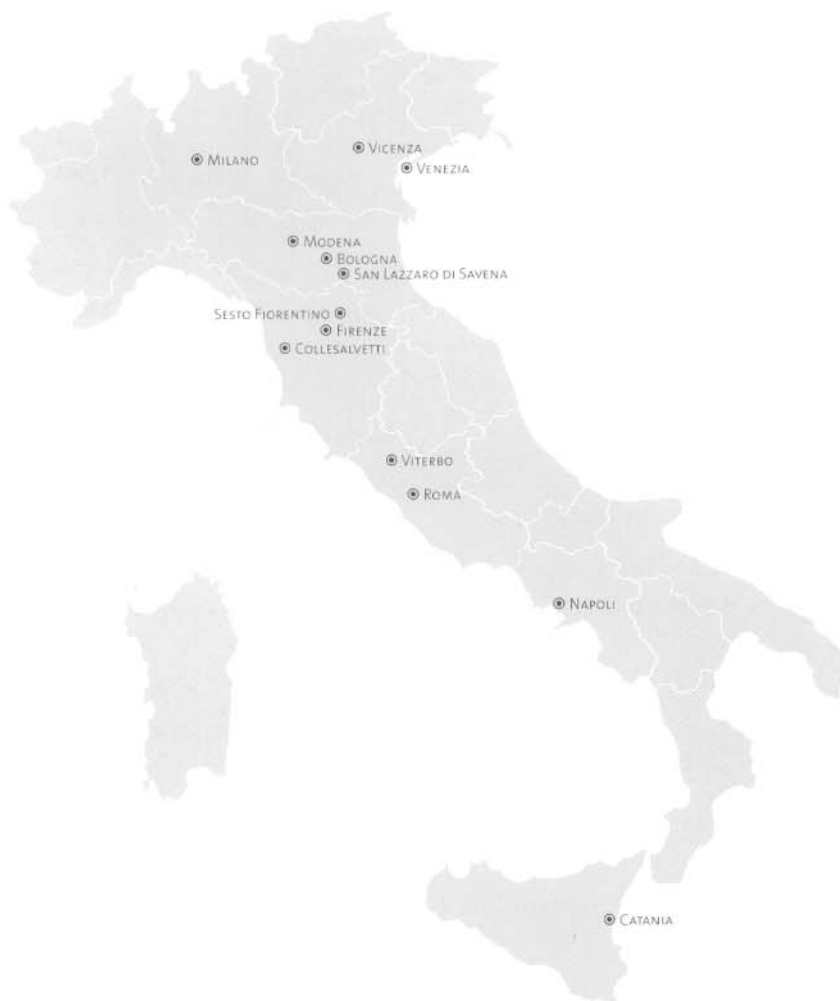 Vicenza
Milano
Venezia
Modena
Bologna
San Lazzaro di Savena
Sesto Fiorentino
Firenze
Collesalvetti
Viterbo
Roma
Napoli
Catania